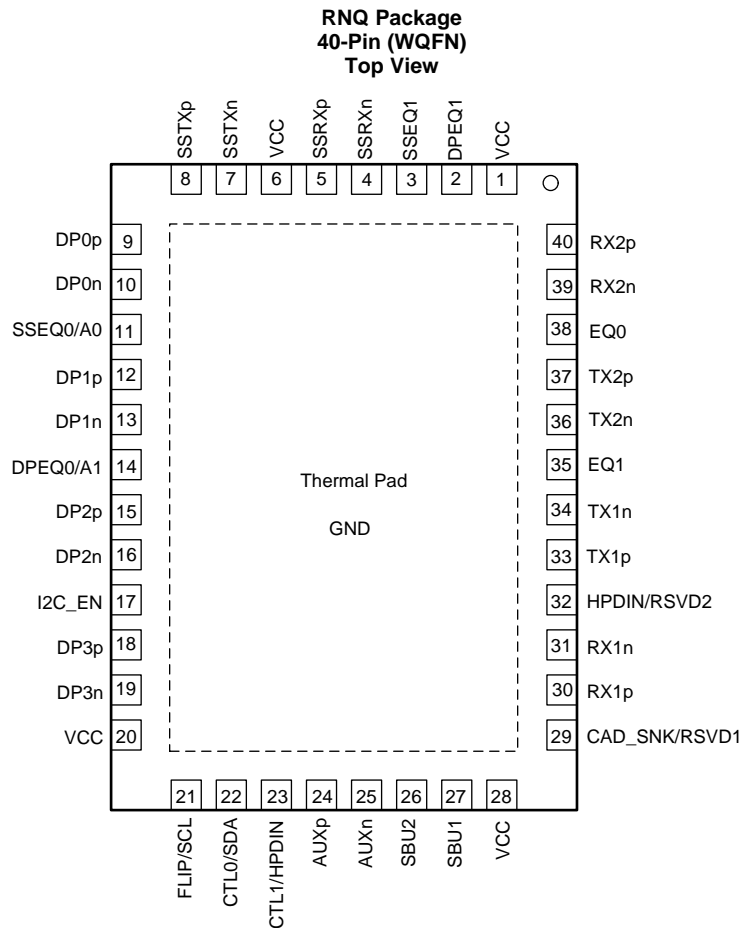 RNQ Package
40-Pin (WQFN)
Top View
SSTXp
SSTXn
VCC
SSRXp
SSRXn
SSEQ1
DPEQ1
VCC
8 7 6 5 4 3 2 1
DP0p 9
DP0n 10
SSEQ0/A0 11
DP1p 12
DP1n 13
DPEQ0/A1 14
DP2p 15
DP2n 16
I2C_EN 17
DP3p 18
DP3n 19
VCC 20
Thermal Pad
GND
40 RX2p
39 RX2n
38 EQ0
37 TX2p
36 TX2n
35 EQ1
34 TX1n
33 TX1p
32 HPDIN/RSVD2
31 RX1n
30 RX1p
29 CAD_SNK/RSVD1
21 22 23 24 25 26 27 28
FLIP/SCL
CTL0/SDA
CTL1/HPDIN
AUXp
AUXn
SBU2
SBU1
VCC